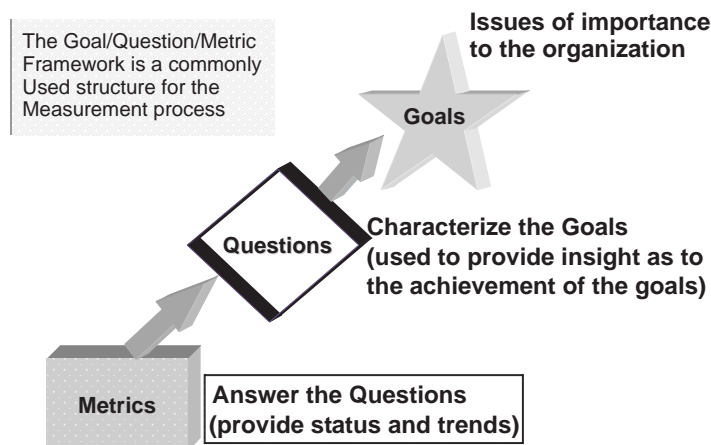 The Goal/Question/Metric
Framework is a commonly
Used structure for the
Measurement process
Issues of importance
to the organization
Goals
Questions
Characterize the Goals
(used to provide insight as to
the achievement of the goals)
Metrics
Answer the Questions
(provide status and trends)